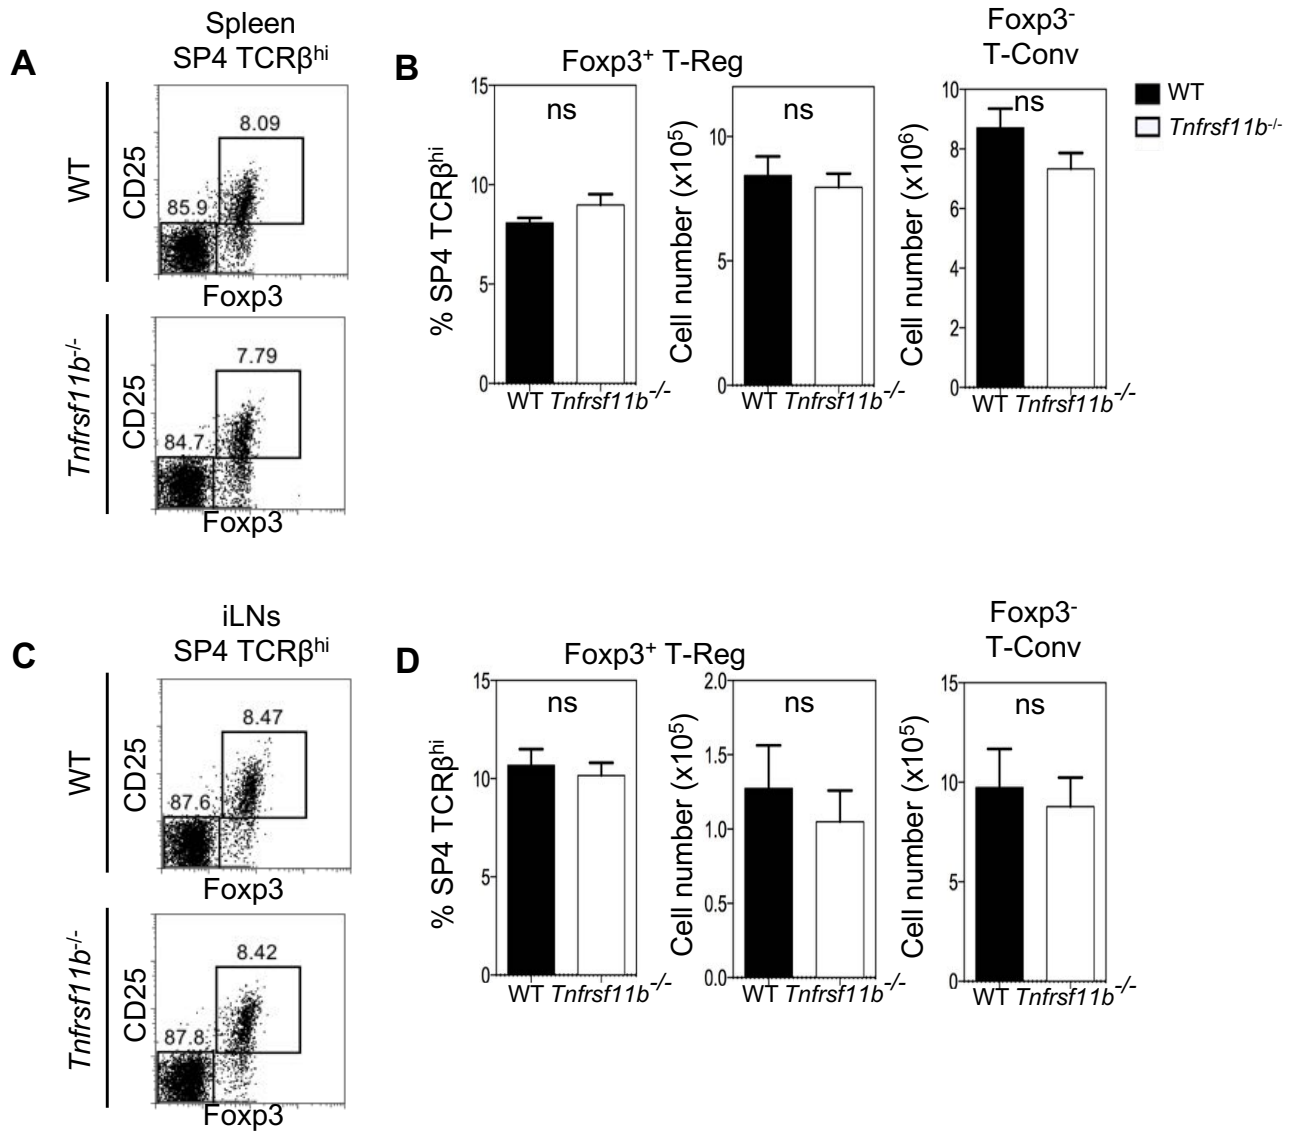 Spleen
SP4 TCRβhi
A
WT
CD25
8.09
85.9
Foxp3
Tnfrsf11b-/-
CD25
7.79
84.7
Foxp3
B
Foxp3+ T-Reg
% SP4 TCRβhi
15
10
5
0
ns
WT Tnfrsf11b-/-
Cell number (x105)
10
5
0
ns
WT Tnfrsf11b-/-
Foxp3-
T-Conv
Cell number (x106)
10
8
6
4
2
0
ns
WT Tnfrsf11b-/-
WT
Tnfrsf11b-/-
iLNs
SP4 TCRβhi
C
WT
CD25
8.47
87.6
Foxp3
Tnfrsf11b-/-
CD25
8.42
87.8
Foxp3
D
Foxp3+ T-Reg
% SP4 TCRβhi
15
10
5
0
ns
WT Tnfrsf11b-/-
Cell number (x105)
2.0
1.5
1.0
0.5
0.0
ns
WT Tnfrsf11b-/-
Foxp3-
T-Conv
Cell number (x105)
15
10
5
0
ns
WT Tnfrsf11b-/-